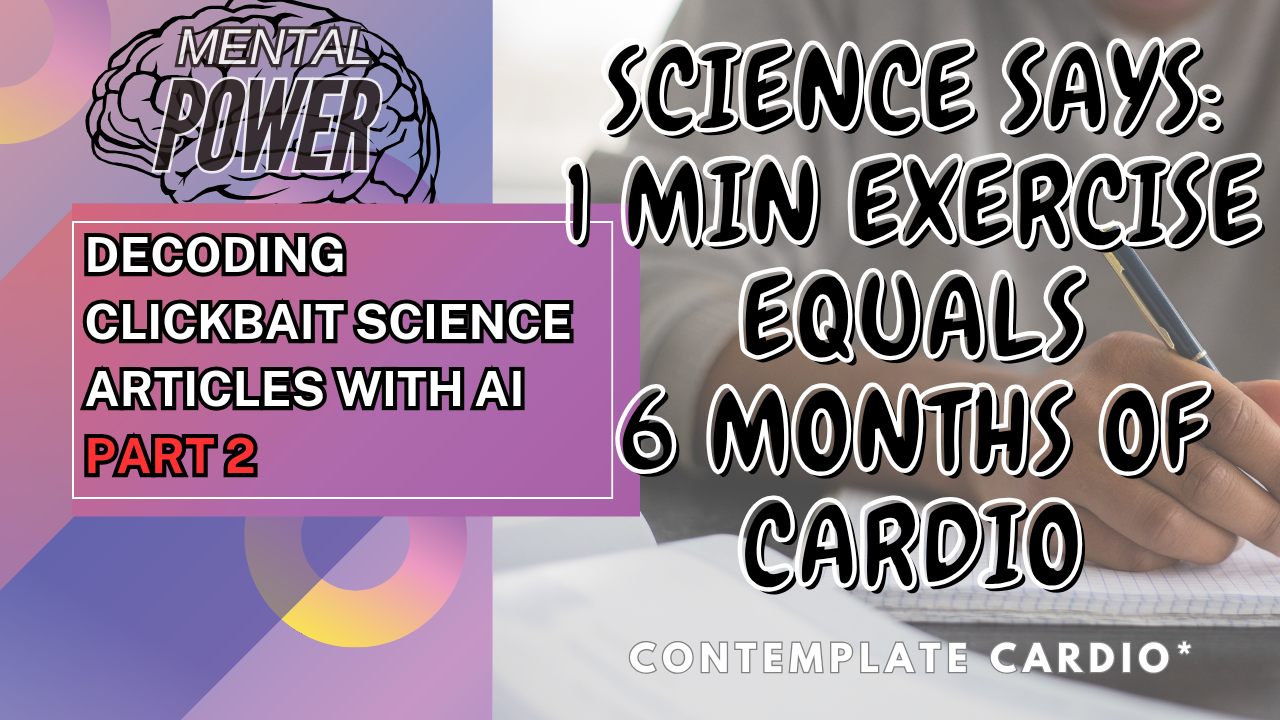 MENTAL
POWER
DECODING
CLICKBAIT SCIENCE
ARTICLES WITH AI
PART 2
SCIENCE SAYS:
1 MIN EXERCISE
EQUALS
6 MONTHS OF
CARDIO
CONTEMPLATE CARDIO*